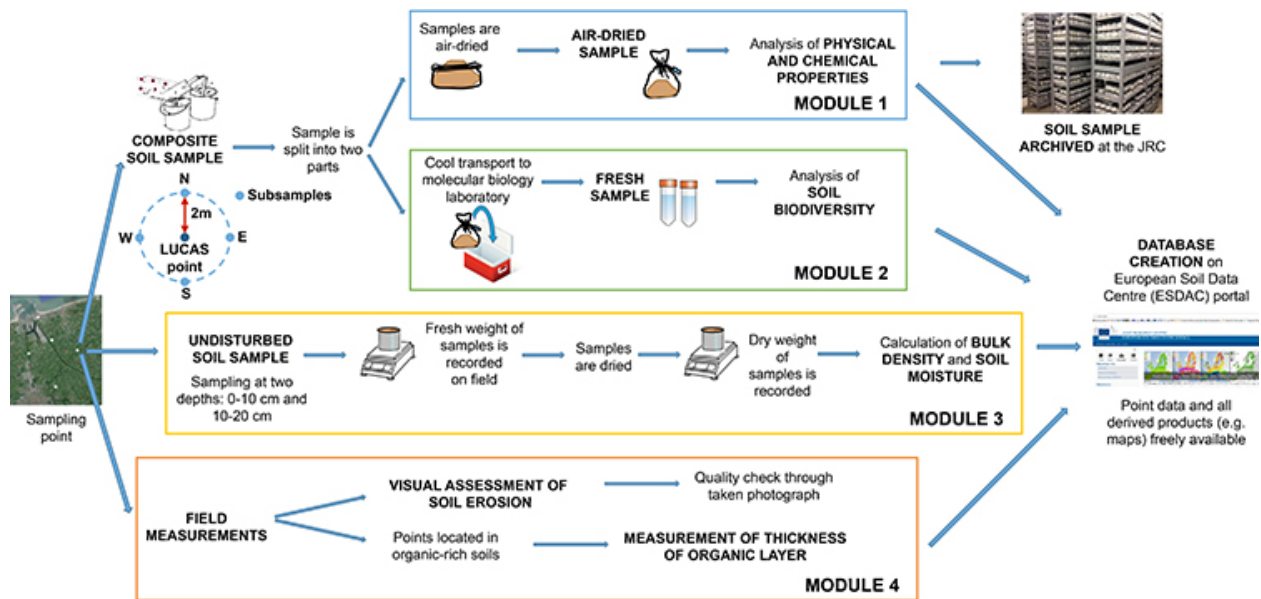 Samples are
air-dried
AIR-DRIED
SAMPLE
Analysis of PHYSICAL
AND CHEMICAL
PROPERTIES
MODULE 1
SOIL SAMPLE
ARCHIVED at the JRC
COMPOSITE
SOIL SAMPLE
Sample is
split into two
parts
N
2m
W
E
LUCAS
point
S
Subsamples
Cool transport to
molecular biology
laboratory
FRESH
SAMPLE
Analysis of
SOIL
BIODIVERSITY
MODULE 2
DATABASE
CREATION on
European Soil Data
Centre (ESDAC) portal
Point data and all
derived products (e.g.
maps) freely available
Sampling
point
UNDISTURBED
SOIL SAMPLE
Sampling at two
depths: 0-10 cm and
10-20 cm
Fresh weight of
samples is
recorded
on field
Samples
are dried
Dry weight
of
samples is
recorded
Calculation of BULK
DENSITY and SOIL
MOISTURE
MODULE 3
FIELD
MEASUREMENTS
VISUAL ASSESSMENT OF
SOIL EROSION
Quality check through
taken photograph
Points located in
organic-rich soils
MEASUREMENT OF THICKNESS
OF ORGANIC LAYER
MODULE 4